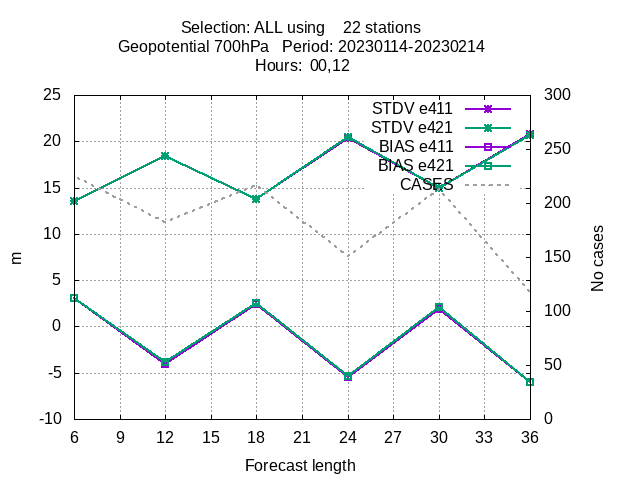 Selection: ALL using 22 stations
Geopotential 700hPa Period: 20230114-20230214
Hours: 00,12
STDV e411
STDV e421
BIAS e411
BIAS e421
CASES
25
20
15
10
5
0
-5
-10
m
300
250
200
150
100
50
0
No cases
6 9 12 15 18 21 24 27 30 33 36
Forecast length